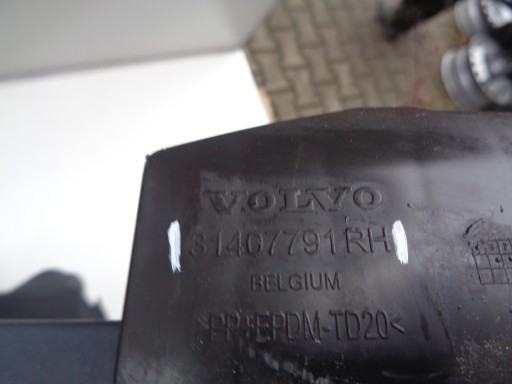 VOLVO
31407791RH
BELGIUM
>PP+EPDM-TD20<